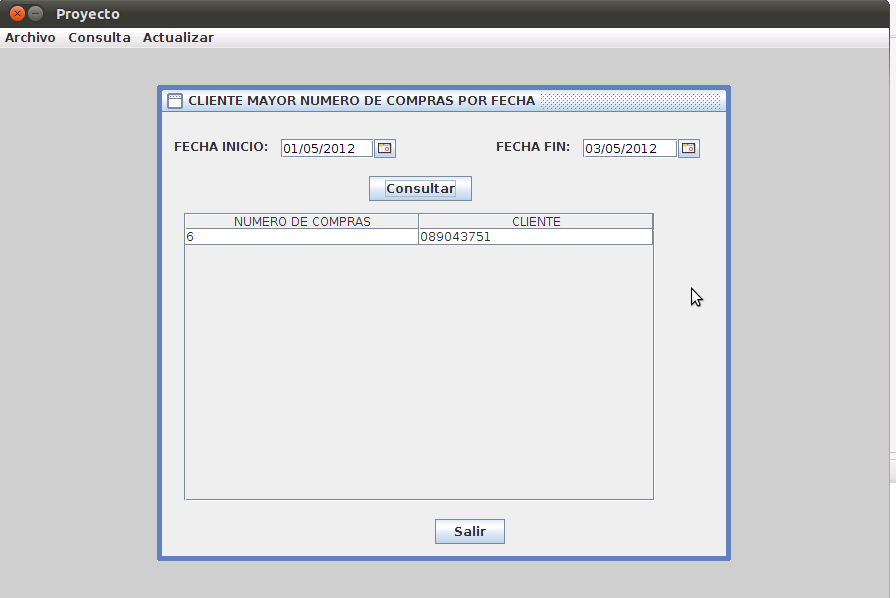 Proyecto
Archivo Consulta Actualizar
CLIENTE MAYOR NUMERO DE COMPRAS POR FECHA
FECHA INICIO: 01/05/2012 FECHA FIN: 03/05/2012
Consultar
NUMERO DE COMPRAS CLIENTE
6 089043751
Salir